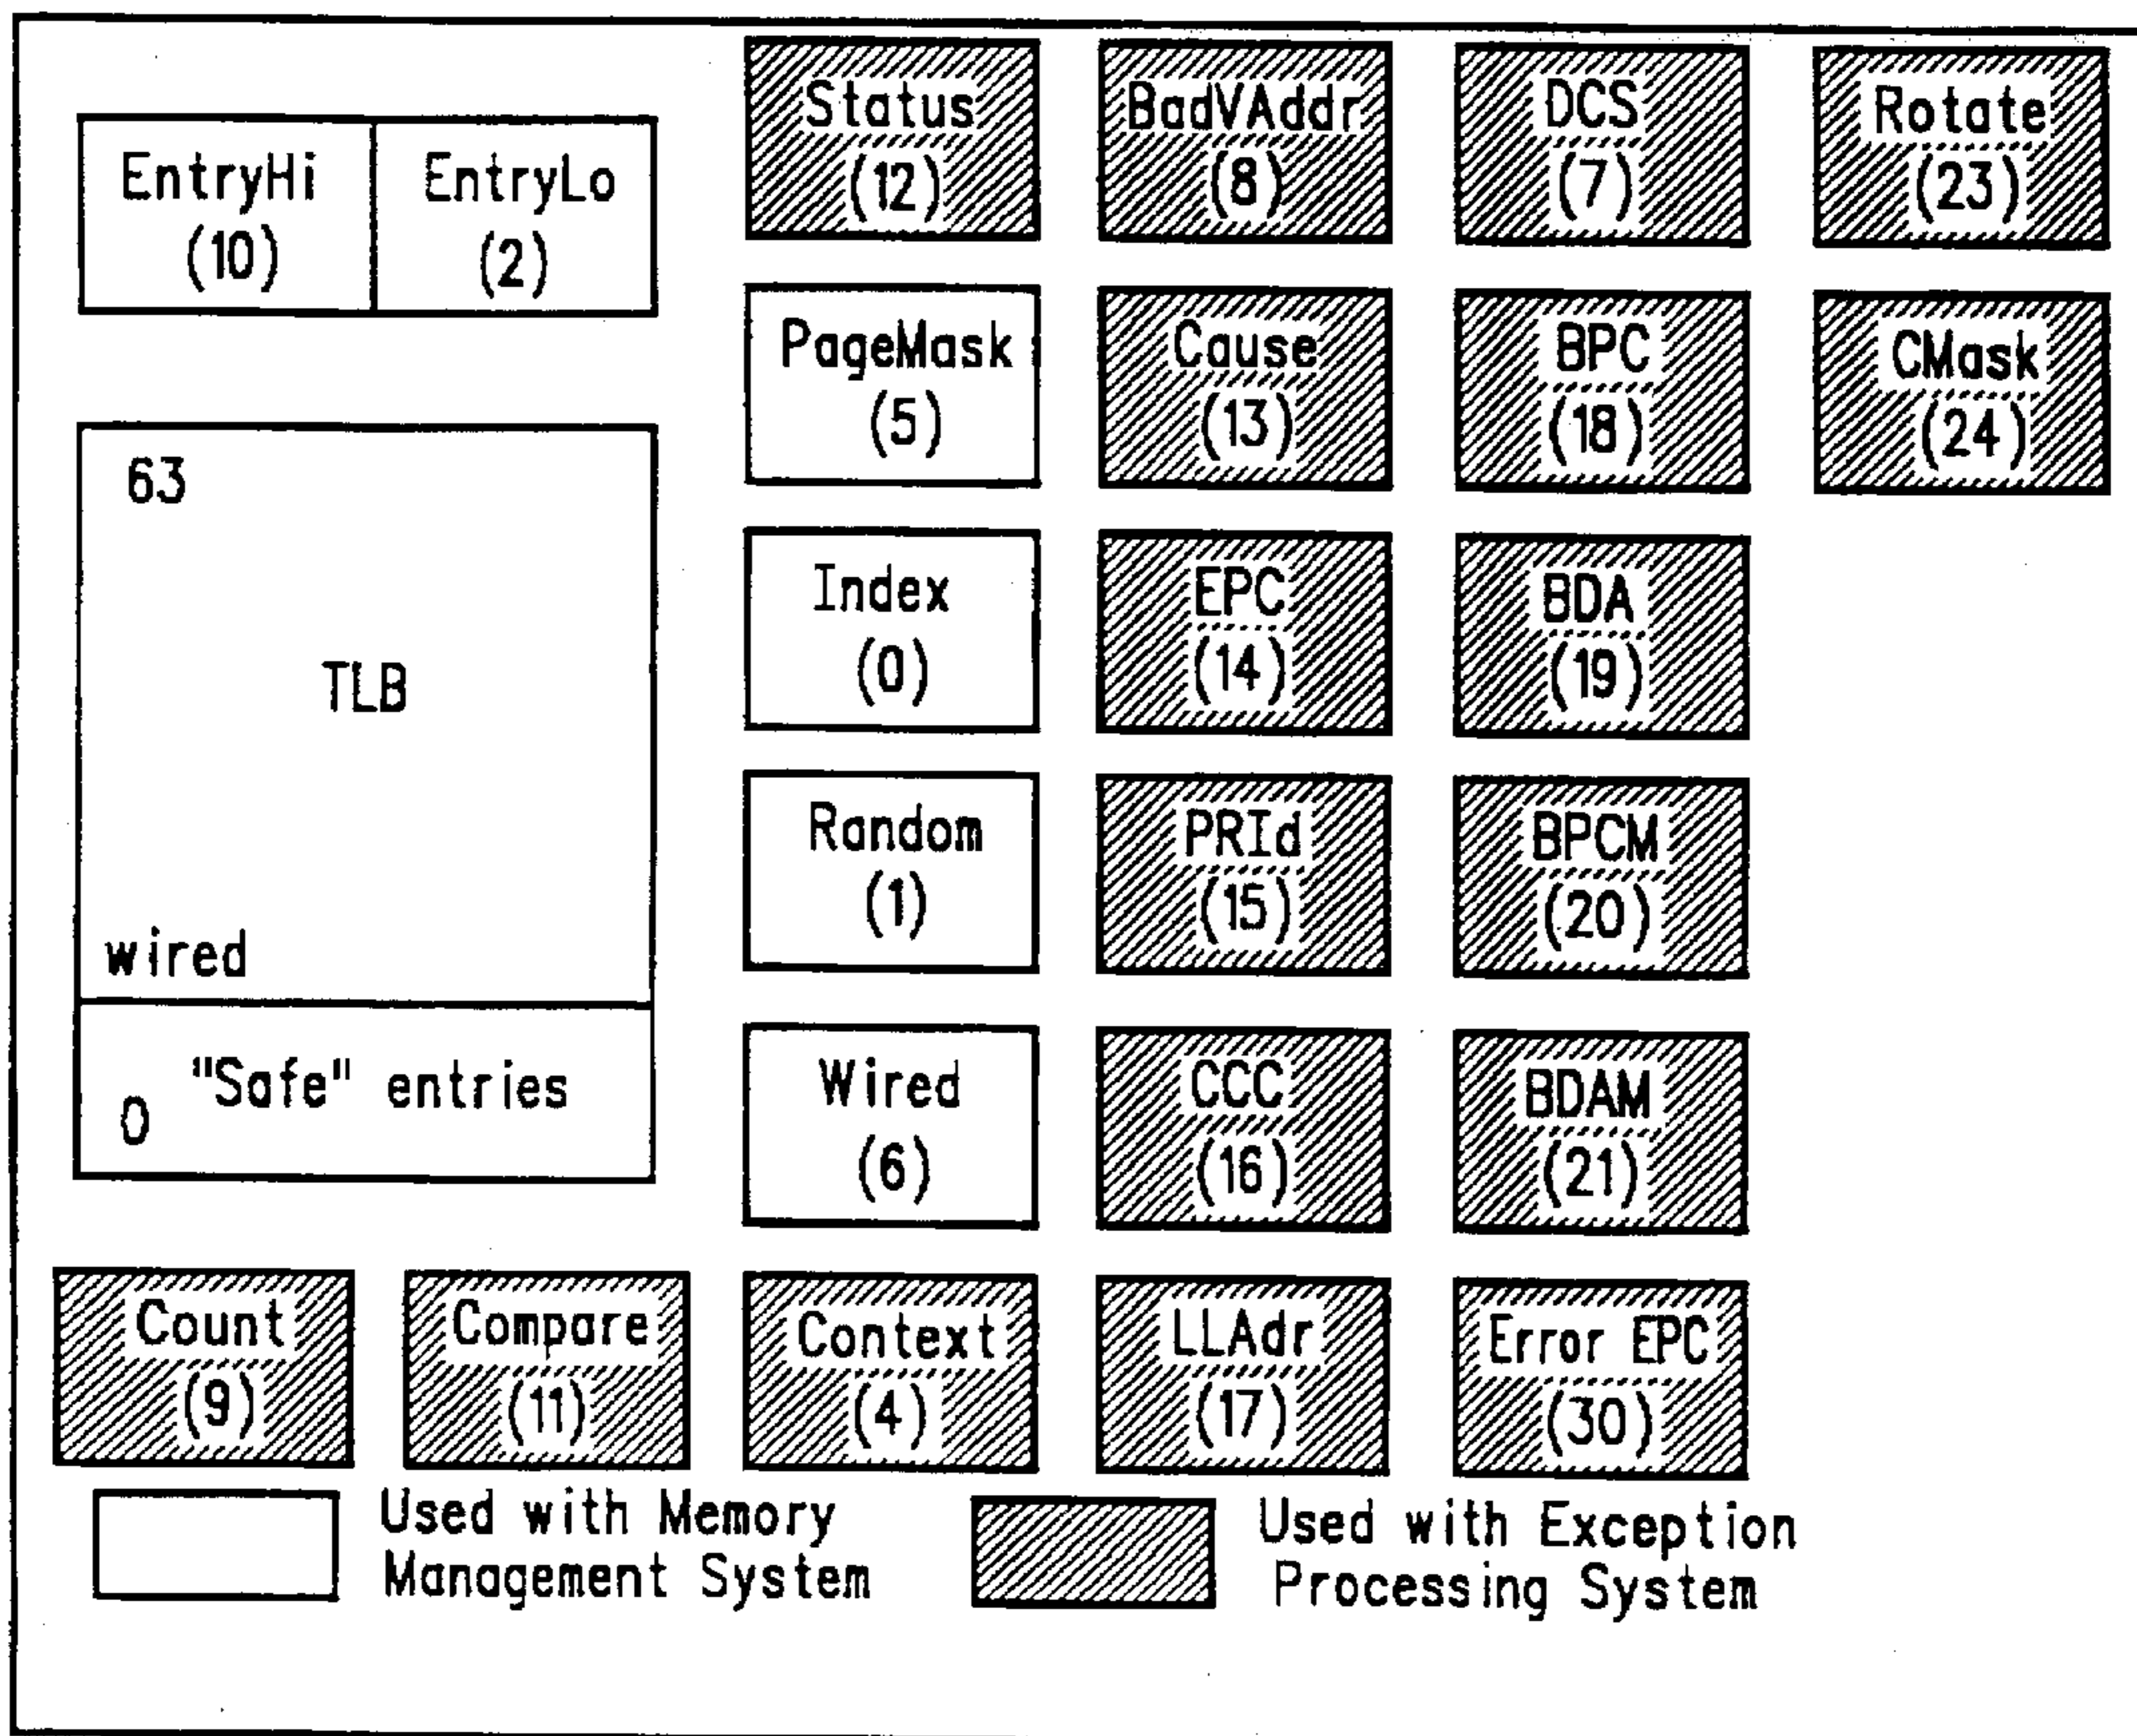 EntryHi
(10)
EntryLo
(2)
63
TLB
wired
"Safe" entries
0
Status
(12)
BadVAddr
(8)
DCS
(7)
Rotate
(23)
PageMask
(5)
Cause
(13)
BPC
(18)
CMask
(24)
Index
(0)
EPC
(14)
BDA
(19)
Random
(1)
PRId
(15)
BPCM
(20)
Wired
(6)
CCC
(16)
BDAM
(21)
Count
(9)
Compare
(11)
Context
(4)
LLAdr
(17)
Error EPC
(30)
Used with Memory
Management System
Used with Exception
Processing System